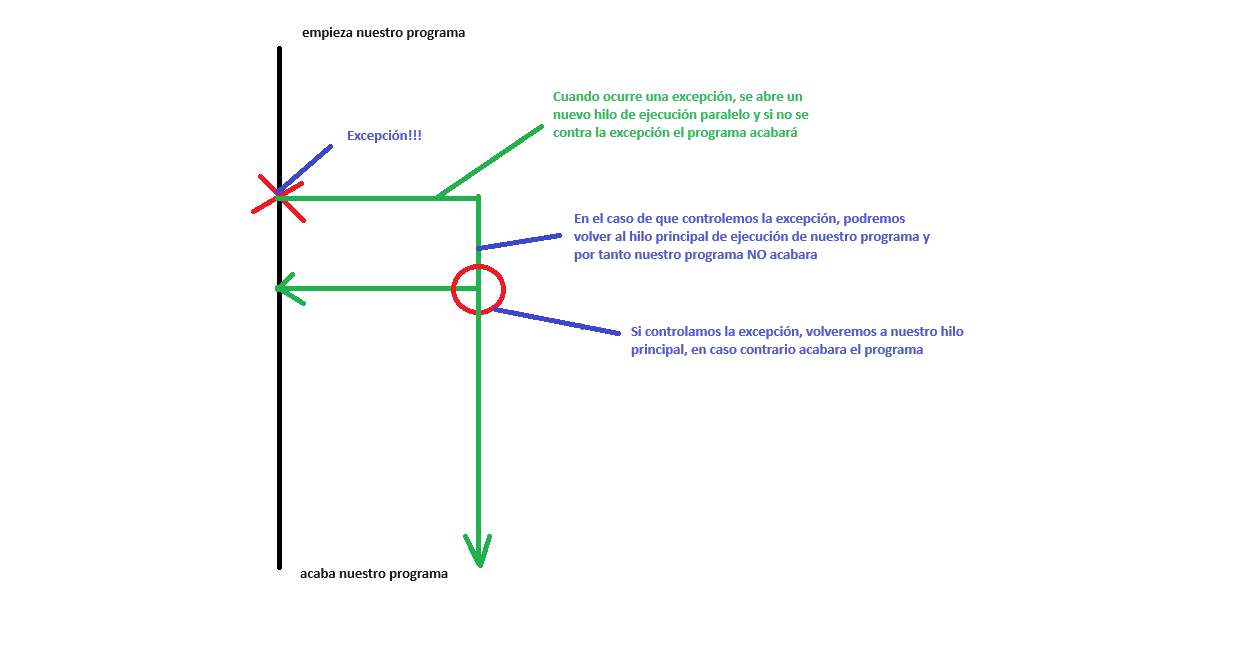 empieza nuestro programa
Cuando ocurre una excepción, se abre un
nuevo hilo de ejecución paralelo y si no se
contra la excepción el programa acabará
Excepción!!!
En el caso de que controlemos la excepción, podremos
volver al hilo principal de ejecución de nuestro programa y
por tanto nuestro programa NO acabara
Si controlamos la excepción, volveremos a nuestro hilo
principal, en caso contrario acabara el programa
acaba nuestro programa